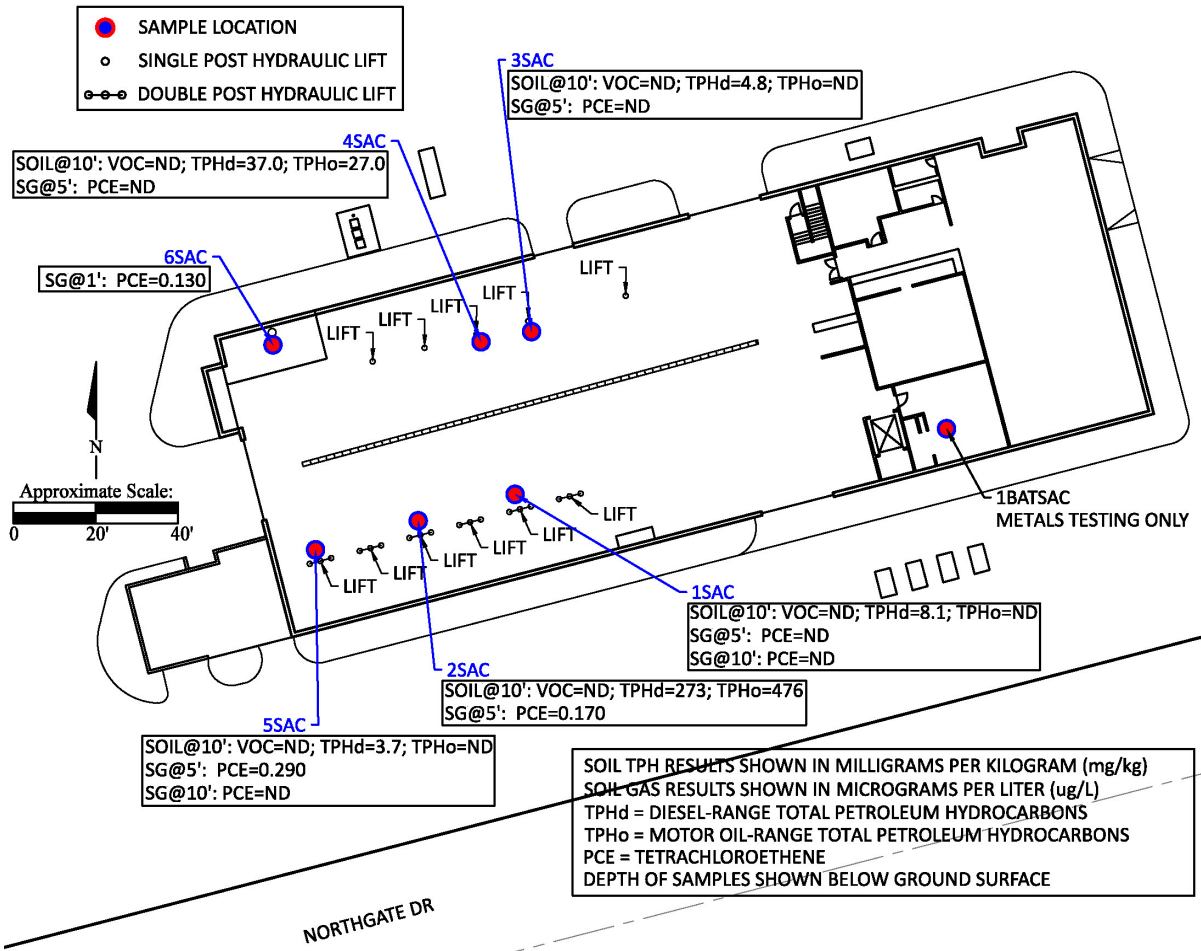 SAMPLE LOCATION
SINGLE POST HYDRAULIC LIFT
DOUBLE POST HYDRAULIC LIFT
3SAC
SOIL@10': VOC=ND; TPHd=4.8; TPHo=ND
SG@5': PCE=ND
4SAC
SOIL@10': VOC=ND; TPHd=37.0; TPHo=27.0
SG@5': PCE=ND
6SAC
SG@1': PCE=0.130
LIFT
LIFT
LIFT
LIFT
LIFT
N
Approximate Scale:
0 20' 40'
LIFT
LIFT
LIFT
LIFT
LIFT
LIFT
1BATSAC
METALS TESTING ONLY
1SAC
SOIL@10': VOC=ND; TPHd=8.1; TPHo=ND
SG@5': PCE=ND
SG@10': PCE=ND
2SAC
SOIL@10': VOC=ND; TPHd=273; TPHo=476
SG@5': PCE=0.170
5SAC
SOIL@10': VOC=ND; TPHd=3.7; TPHo=ND
SG@5': PCE=0.290
SG@10': PCE=ND
SOIL TPH RESULTS SHOWN IN MILLIGRAMS PER KILOGRAM (mg/kg)
SOIL GAS RESULTS SHOWN IN MICROGRAMS PER LITER (ug/L)
TPHd = DIESEL-RANGE TOTAL PETROLEUM HYDROCARBONS
TPHo = MOTOR OIL-RANGE TOTAL PETROLEUM HYDROCARBONS
PCE = TETRACHLOROETHENE
DEPTH OF SAMPLES SHOWN BELOW GROUND SURFACE
NORTHGATE DR